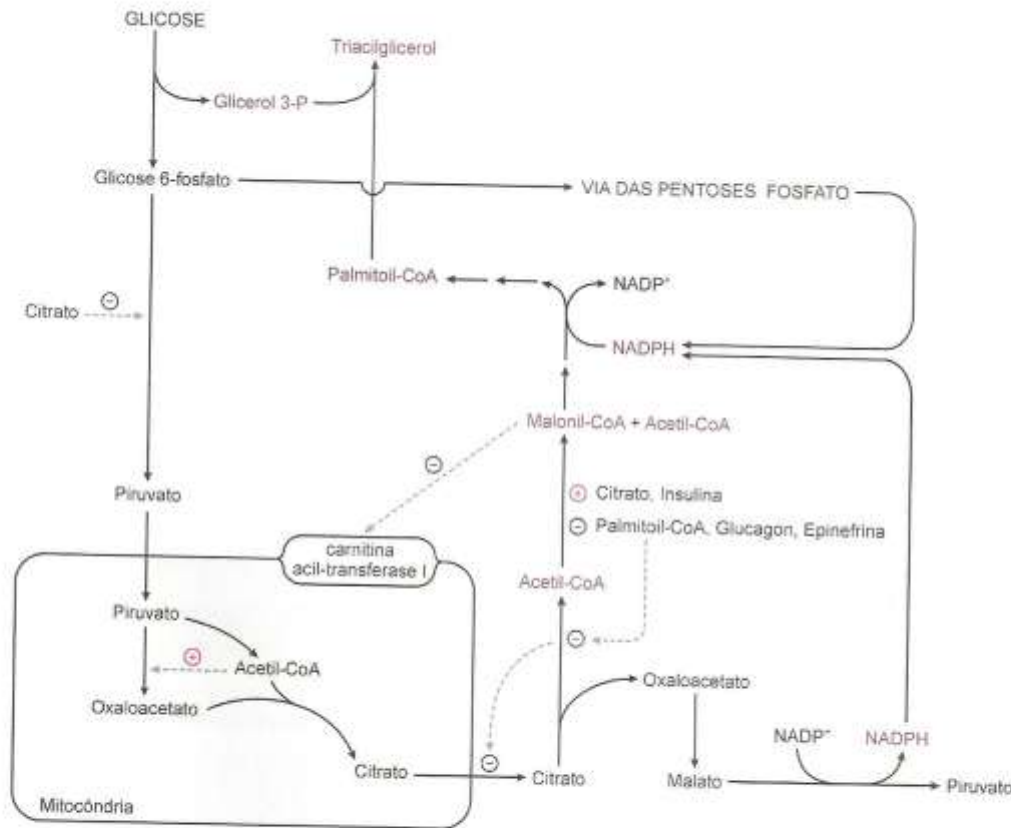 GLICOSE
Triacilglicerol
Glicerol 3-P
Glicose 6-fosfato
VIA DAS PENTOSES FOSFATO
Palmitoil-CoA
NADP⁺
Citrato
⊖
NADPH
Malonil-CoA + Acetil-CoA
⊖
Piruvato
⊕ Citrato, Insulina
⊖ Palmitoil-CoA, Glucagon, Epinefrina
carnitina
acil-transferase I
Acetil-CoA
Piruvato
⊖
⊕
Acetil-CoA
Oxaloacetato
Oxaloacetato
NADP⁺
NADPH
Citrato
⊖
Citrato
Malato
Piruvato
Mitocôndria